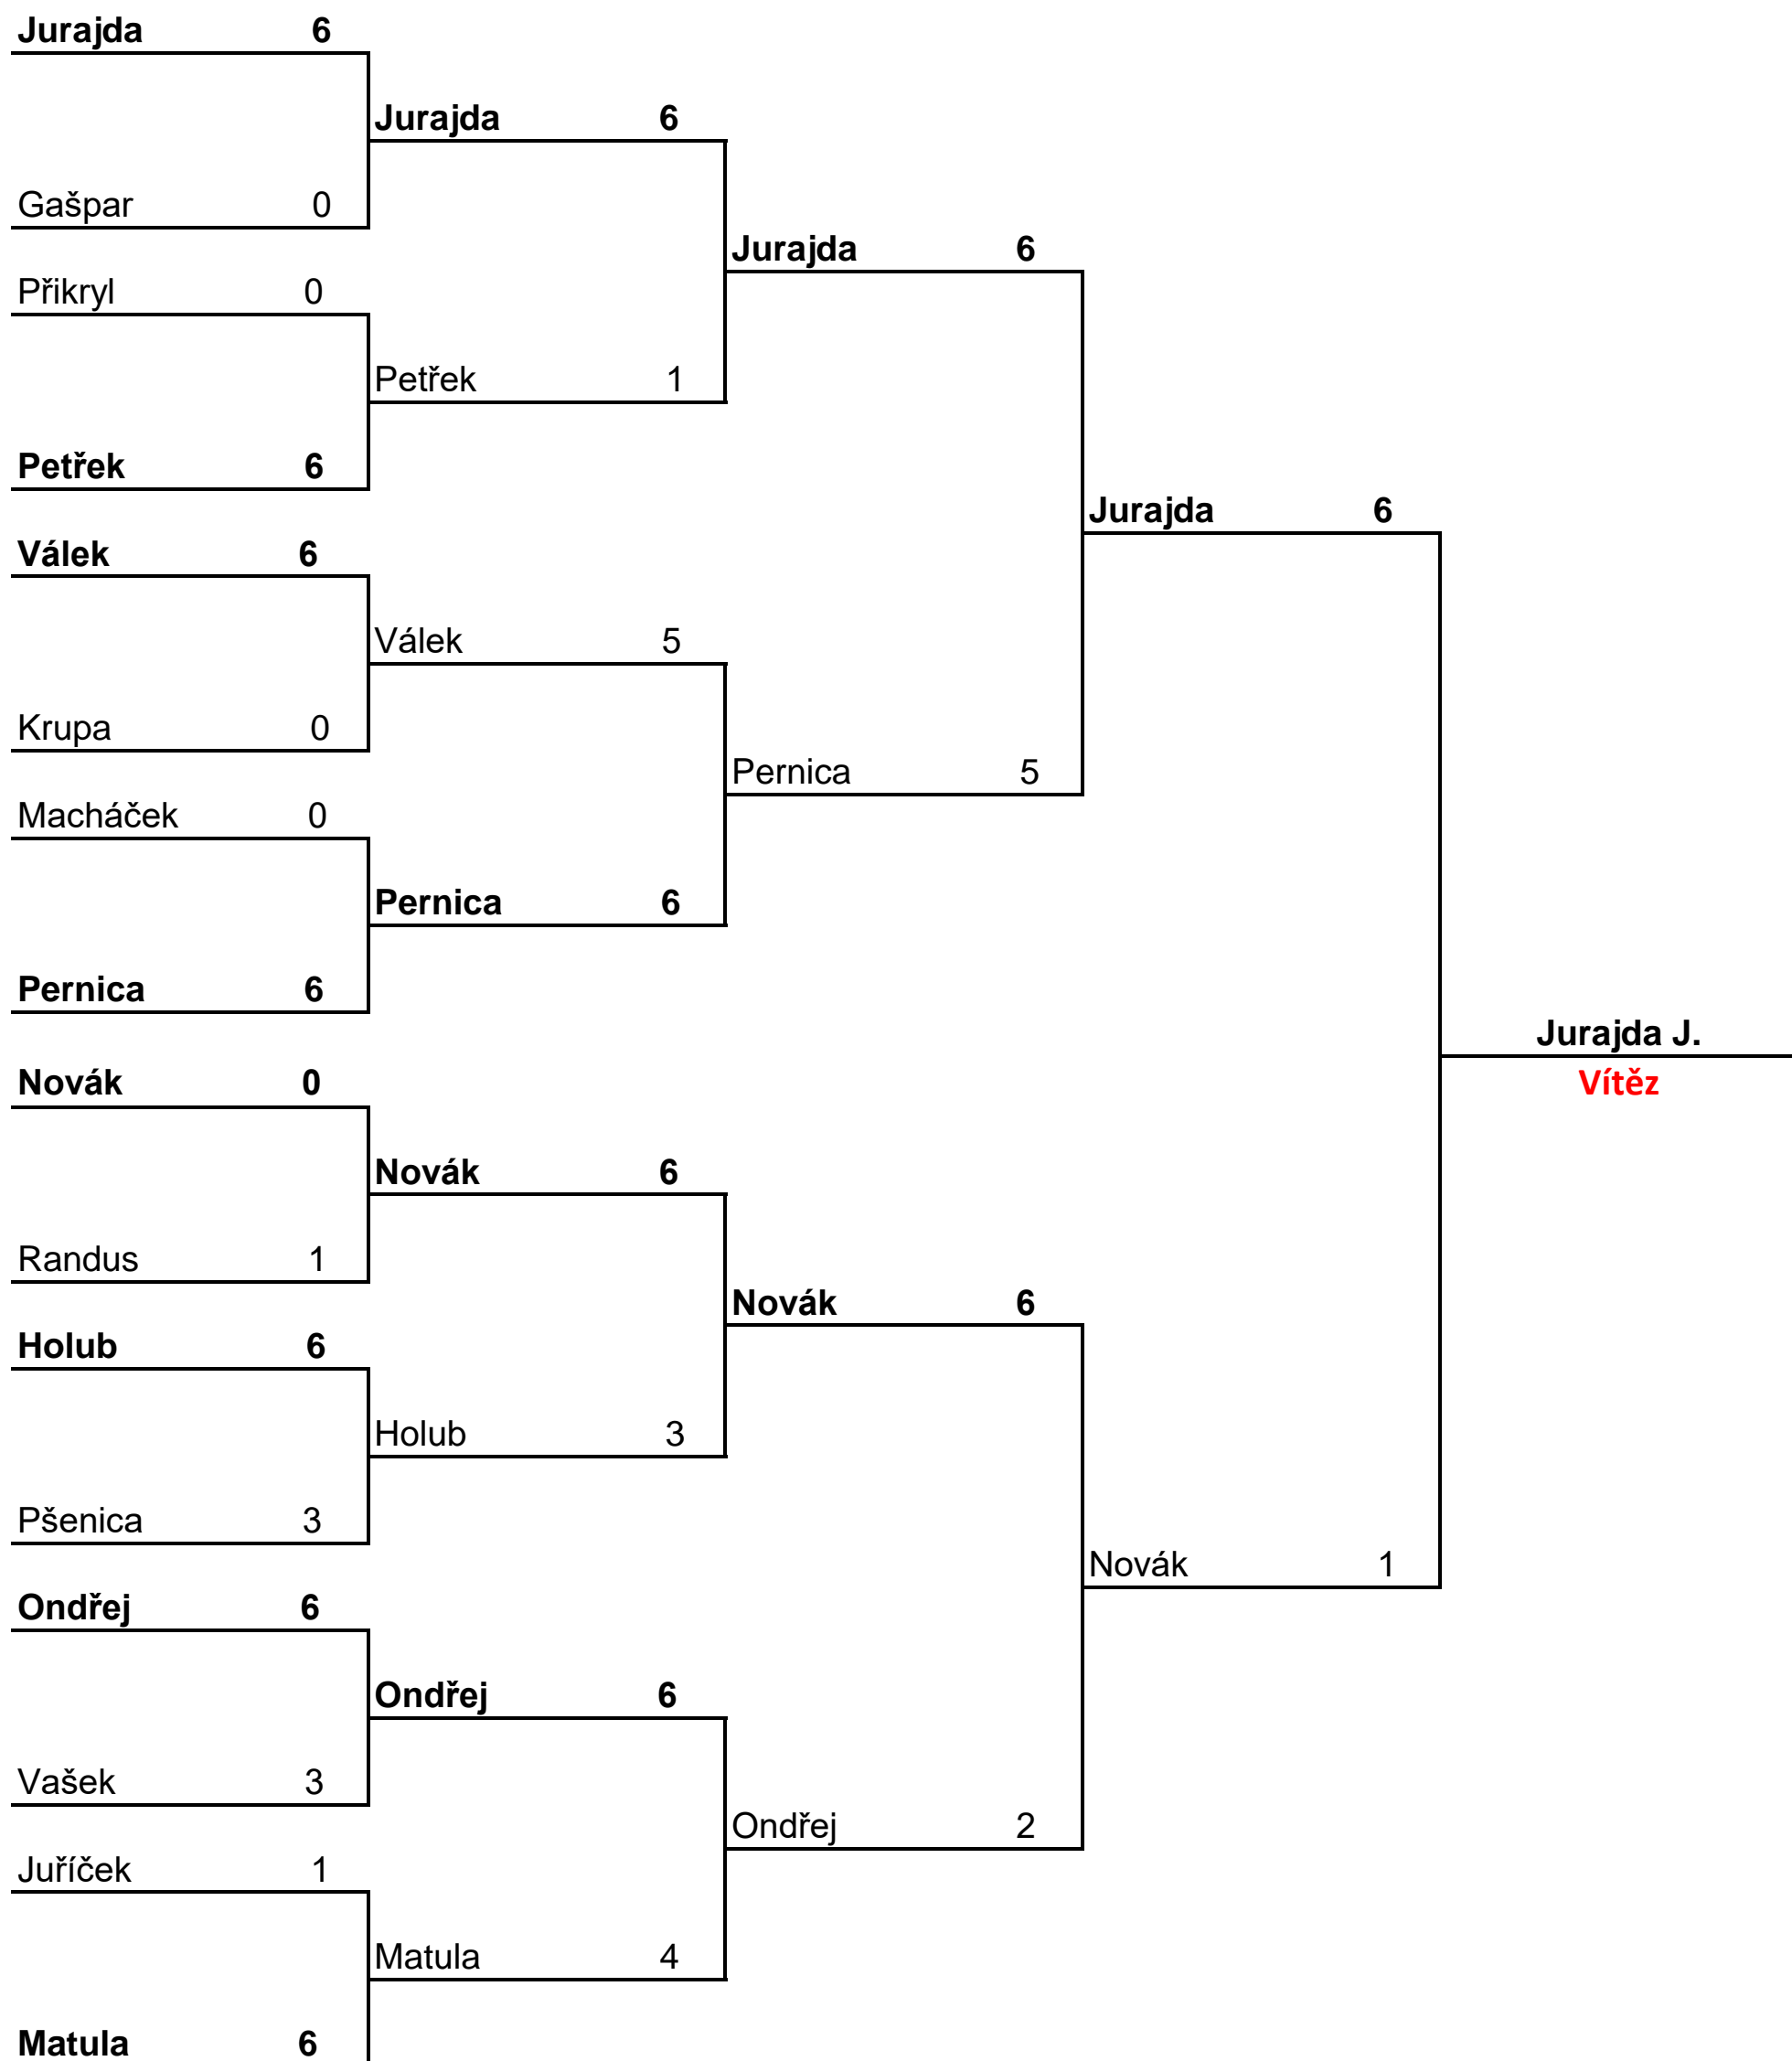 Jurajda 6
Jurajda 6
Gašpar 0
Jurajda 6
Přikryl 0
Petřek 1
Petřek 6
Jurajda 6
Válek 6
Válek 5
Krupa 0
Pernica 5
Macháček 0
Pernica 6
Pernica 6
Jurajda J.
Vítěz
Novák 0
Novák 6
Randus 1
Novák 6
Holub 6
Holub 3
Pšenica 3
Novák 1
Ondřej 6
Ondřej 6
Vašek 3
Ondřej 2
Juříček 1
Matula 4
Matula 6